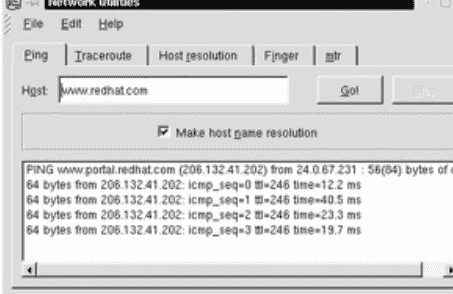 Network utilities
File Edit Help
Ping Traceroute Host resolution Finger mtr
Host: www.redhat.com Go! Stop
Make host name resolution
PING www.portal.redhat.com (206.132.41.202) from 24.0.67.231 : 56(84) bytes of
64 bytes from 206.132.41.202: icmp_seq=0 ttl=246 time=12.2 ms
64 bytes from 206.132.41.202: icmp_seq=1 ttl=246 time=40.5 ms
64 bytes from 206.132.41.202: icmp_seq=2 ttl=246 time=23.3 ms
64 bytes from 206.132.41.202: icmp_seq=3 ttl=246 time=19.7 ms